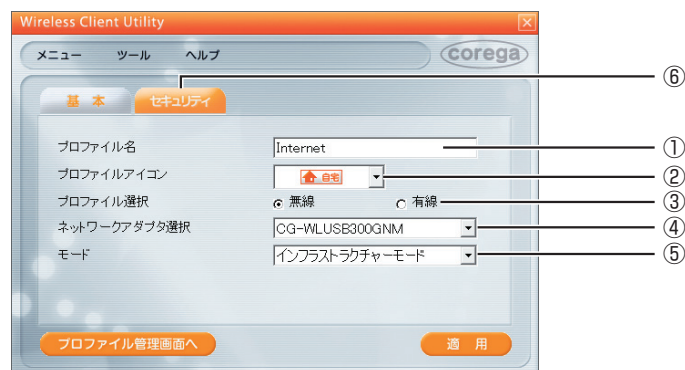 Wireless Client Utility
メニュー ツール ヘルプ corega
基 本 セキュリティ ⑥
プロファイル名 Internet ①
プロファイルアイコン 自宅 ②
プロファイル選択 無線 有線 ③
ネットワークアダプタ選択 CG-WLUSB300GNM ④
モード インフラストラクチャーモード ⑤
プロファイル管理画面へ 適 用